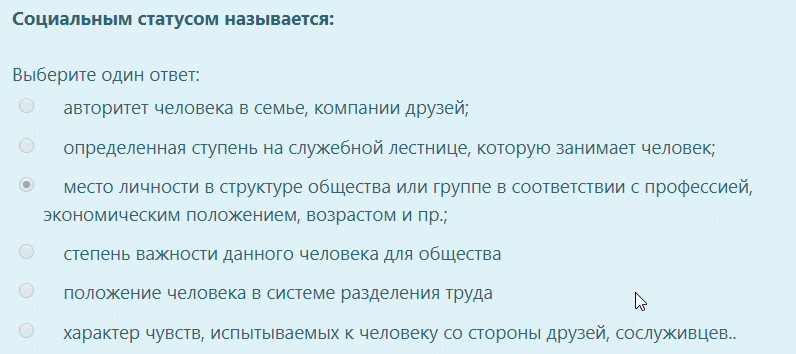 Социальным статусом называется:
Выберите один ответ:
авторитет человека в семье, компании друзей;
определенная ступень на служебной лестнице, которую занимает человек;
место личности в структуре общества или группе в соответствии с профессией,
экономическим положением, возрастом и пр.;
степень важности данного человека для общества
положение человека в системе разделения труда
характер чувств, испытываемых к человеку со стороны друзей, сослуживцев..